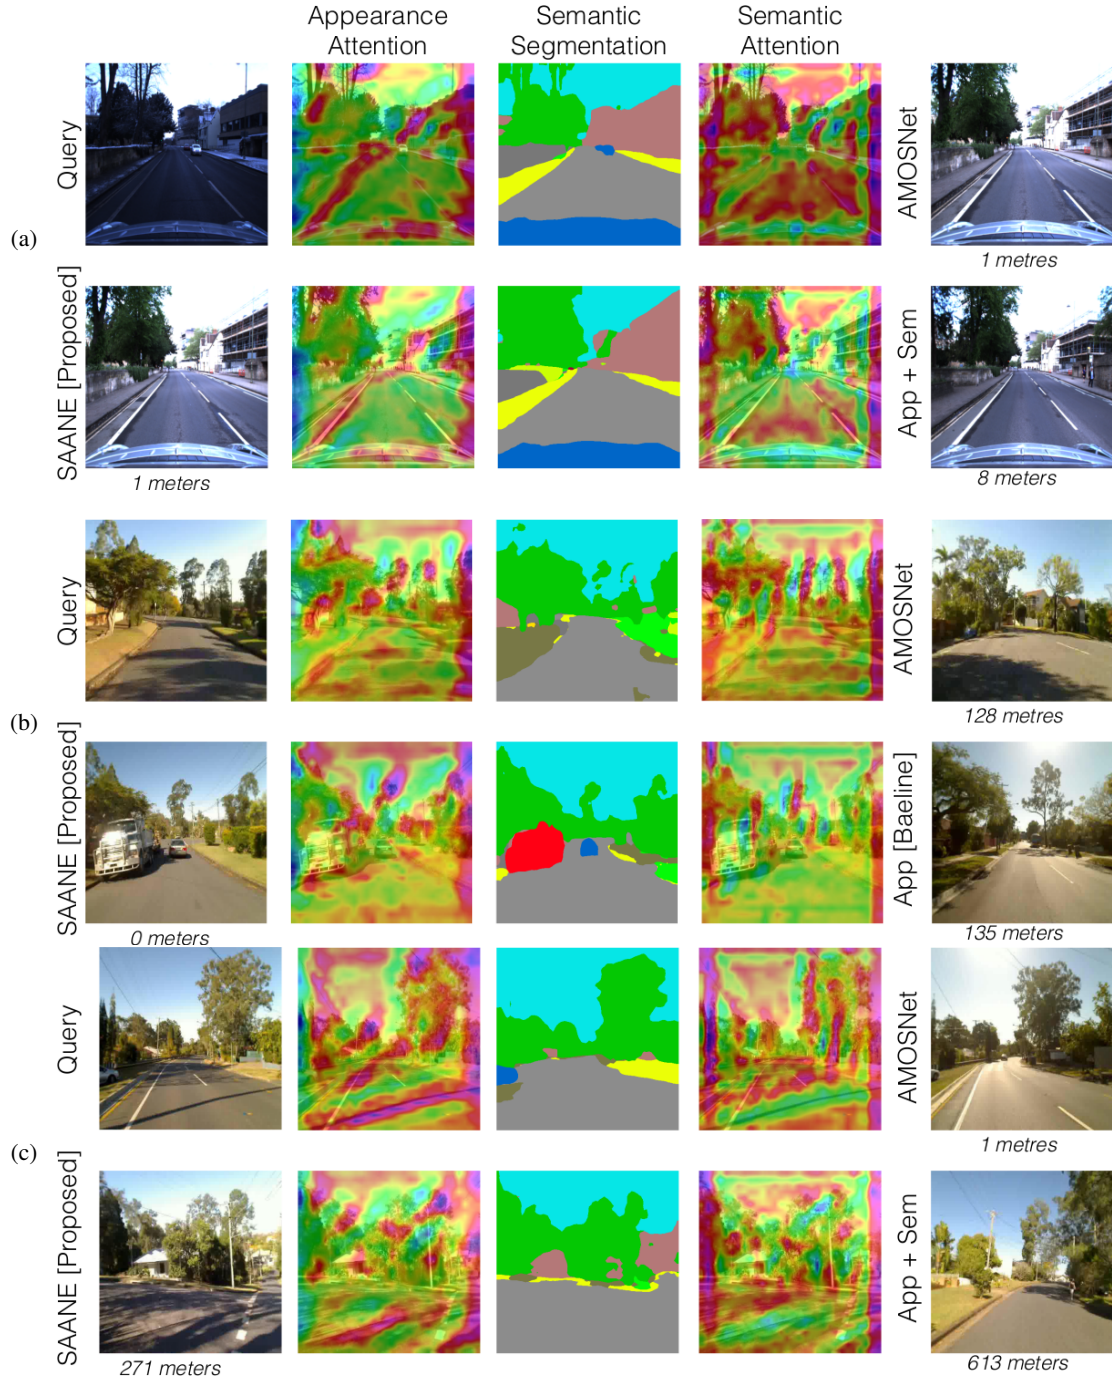 Appearance
Attention
Semantic
Segmentation
Semantic
Attention
Query
AMOSNet
(a)
1 metres
SAANE [Proposed]
App + Sem
1 meters
8 meters
Query
AMOSNet
128 metres
(b)
SAANE [Proposed]
App [Baeline]
0 meters
135 meters
Query
AMOSNet
1 metres
(c)
SAANE [Proposed]
App + Sem
271 meters
613 meters